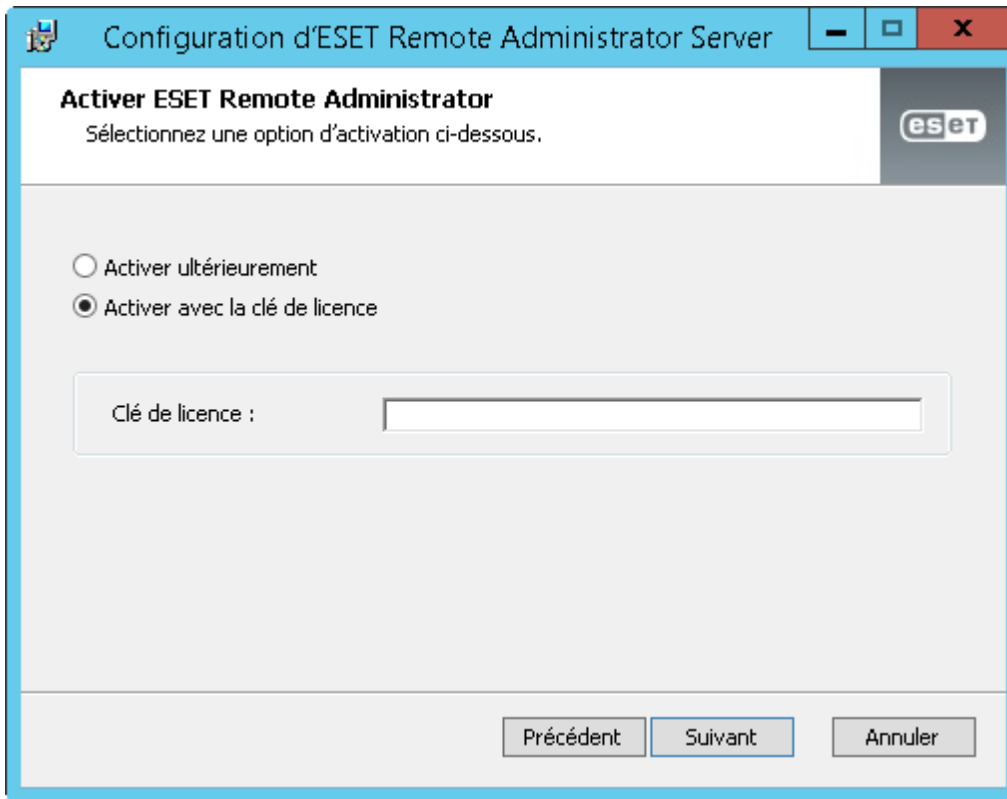 Configuration d'ESET Remote Administrator Server
Activer ESET Remote Administrator
Sélectionnez une option d'activation ci-dessous.
eseT
Activer ultérieurement
Activer avec la clé de licence
Clé de licence :
Précédent
Suivant
Annuler